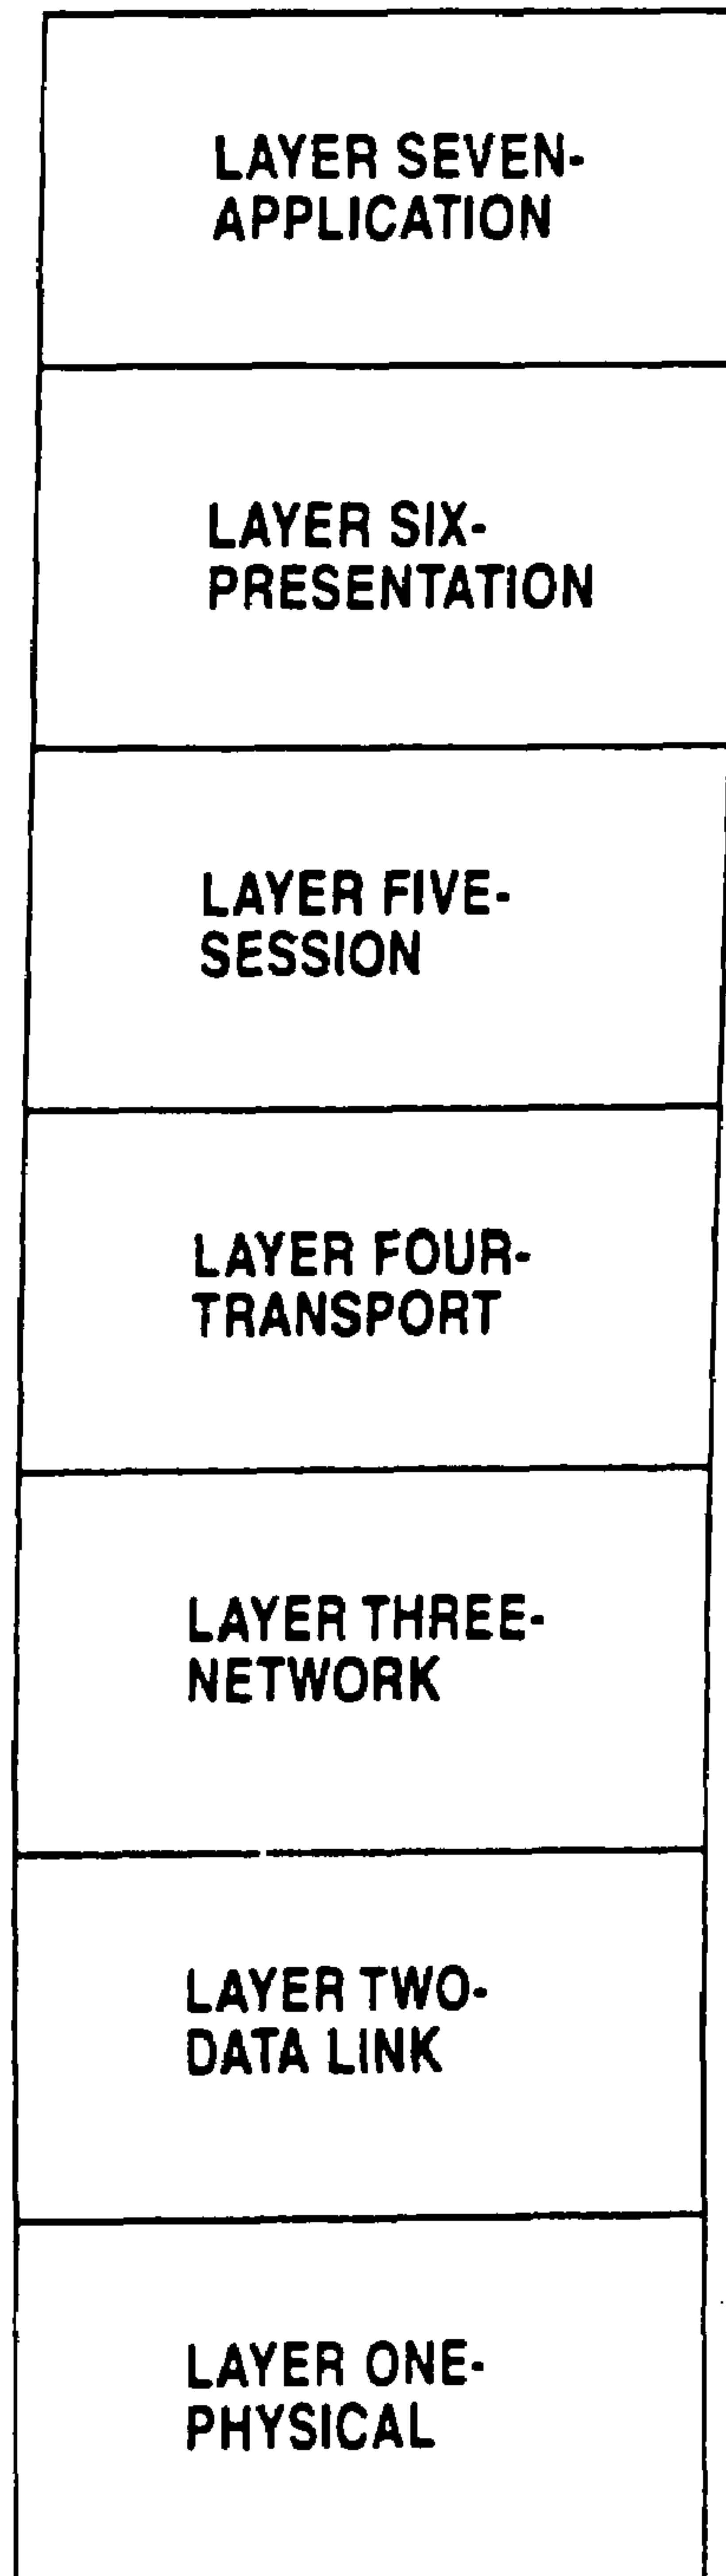 LAYER SEVEN-
APPLICATION
LAYER SIX-
PRESENTATION
LAYER FIVE-
SESSION
LAYER FOUR-
TRANSPORT
LAYER THREE-
NETWORK
LAYER TWO-
DATA LINK
LAYER ONE-
PHYSICAL